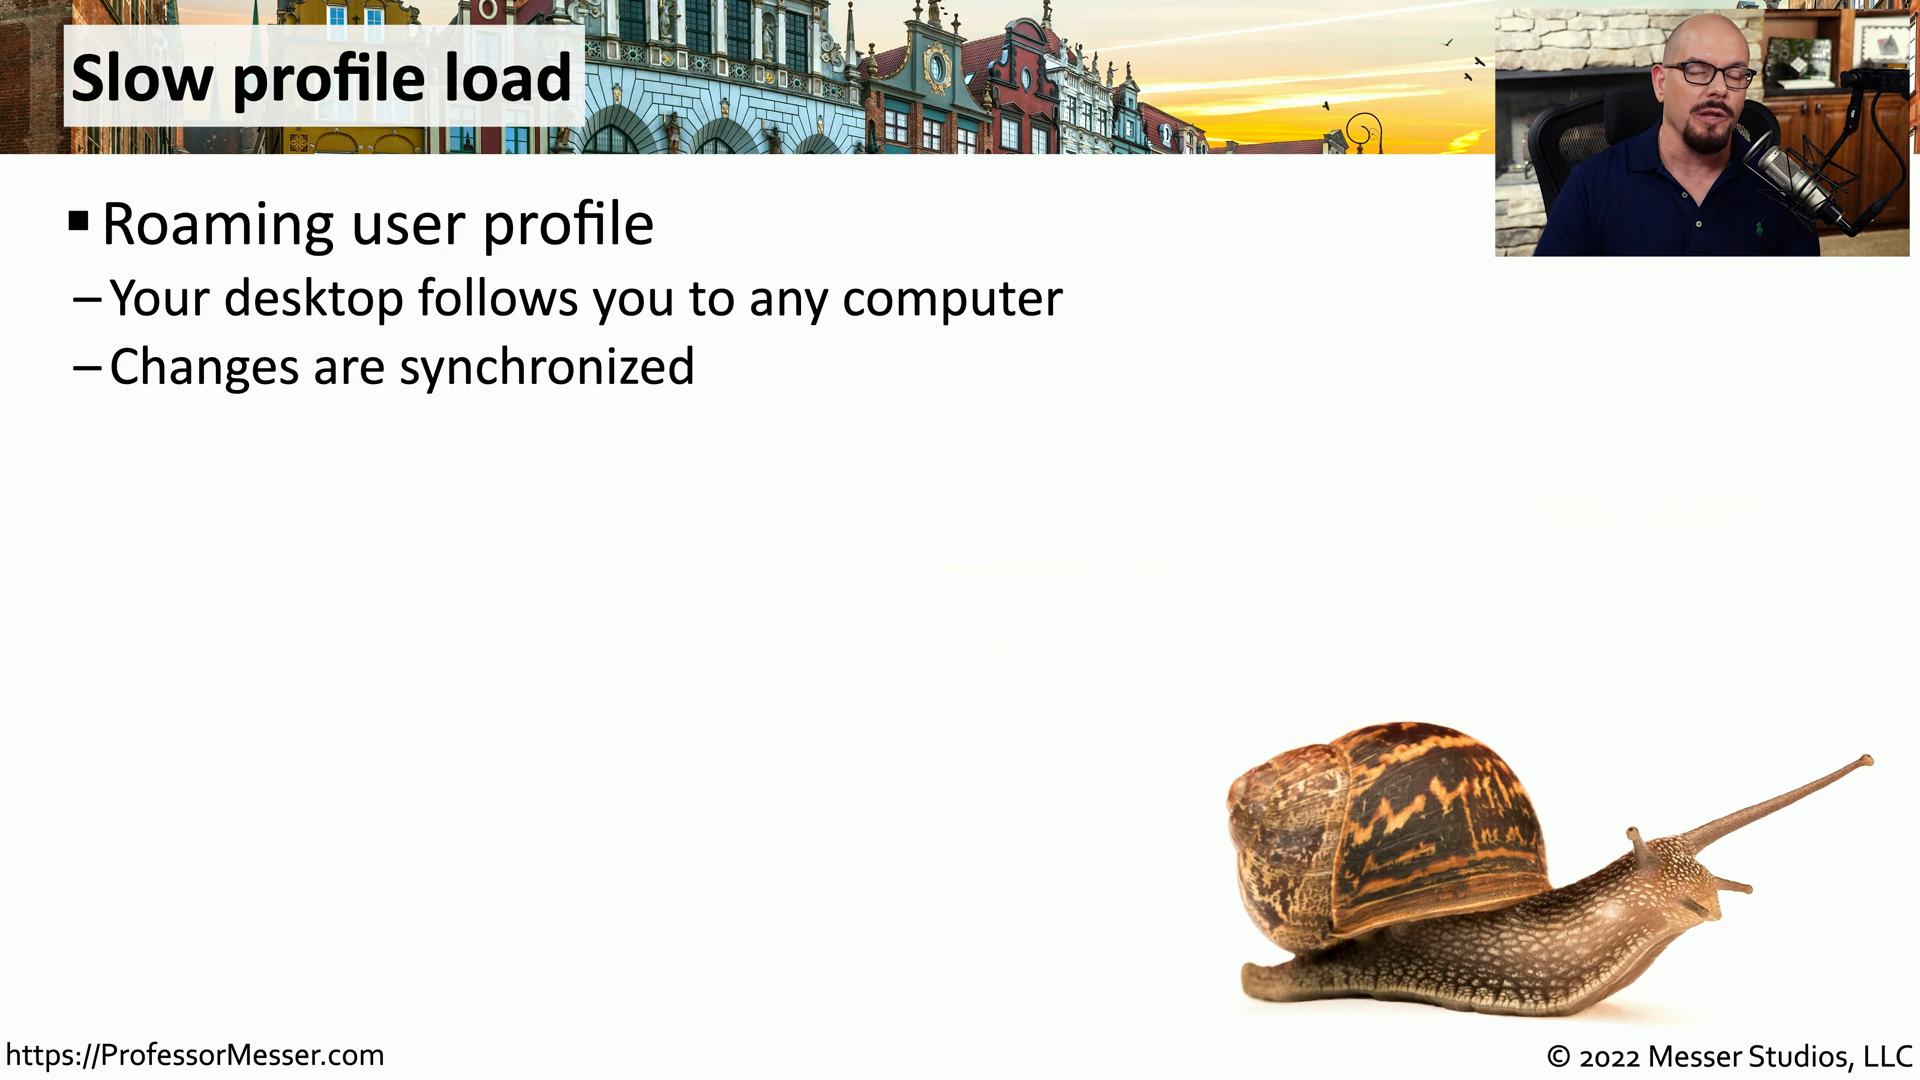 Slow profile load
▪ Roaming user profile
– Your desktop follows you to any computer
– Changes are synchronized
https://ProfessorMesser.com
© 2022 Messer Studios, LLC